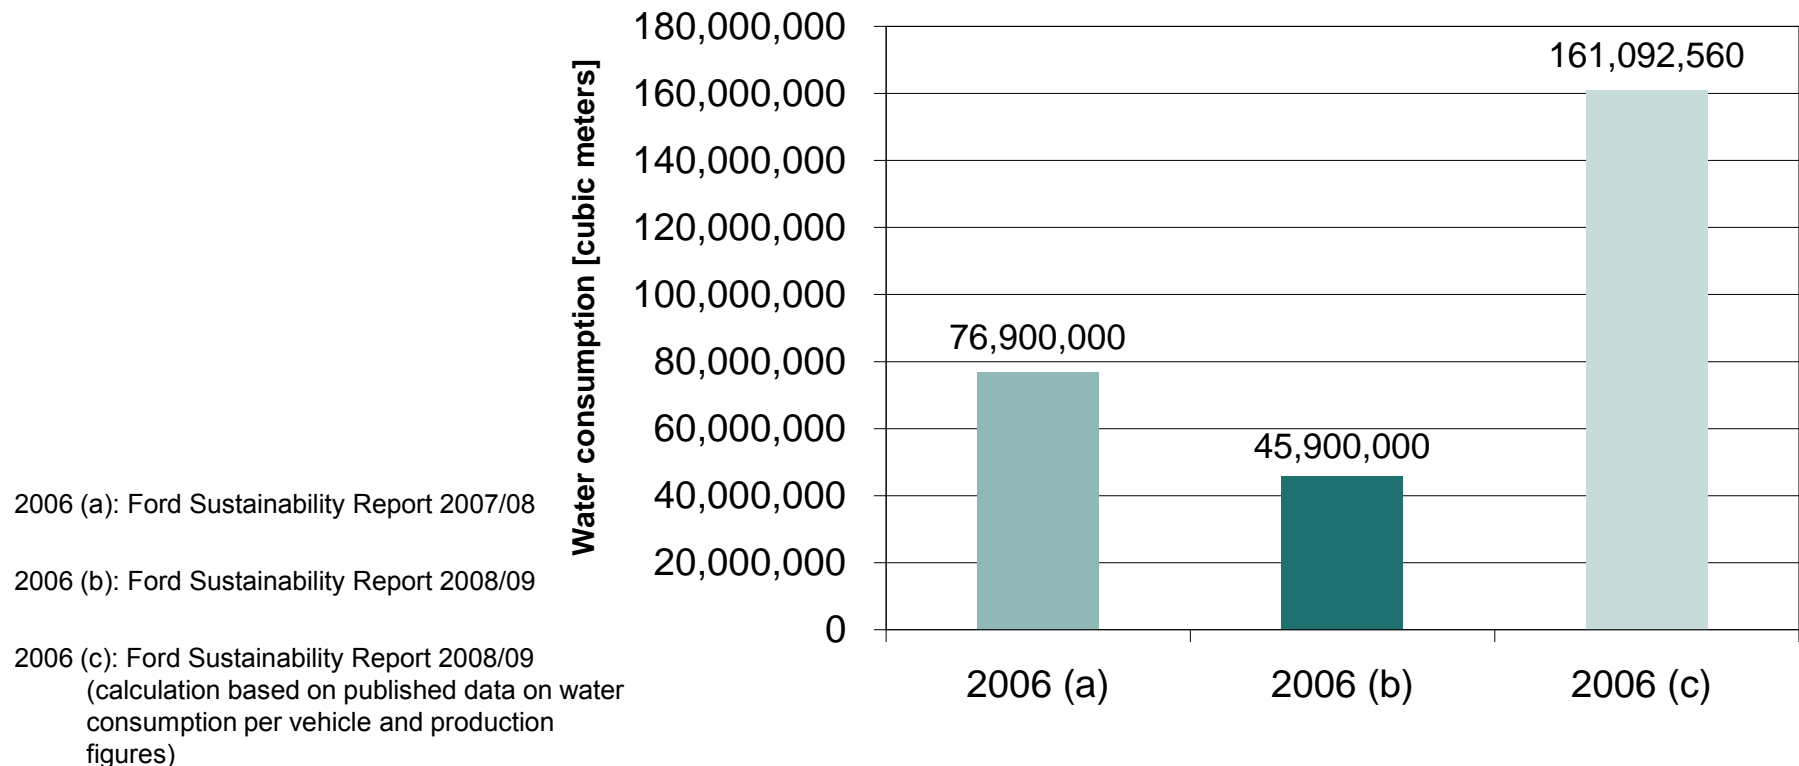 180,000,000
160,000,000
140,000,000
120,000,000
100,000,000
80,000,000
60,000,000
40,000,000
20,000,000
0
Water consumption [cubic meters]
76,900,000
45,900,000
161,092,560
2006 (a)
2006 (b)
2006 (c)
2006 (a): Ford Sustainability Report 2007/08
2006 (b): Ford Sustainability Report 2008/09
2006 (c): Ford Sustainability Report 2008/09
(calculation based on published data on water
consumption per vehicle and production
figures)